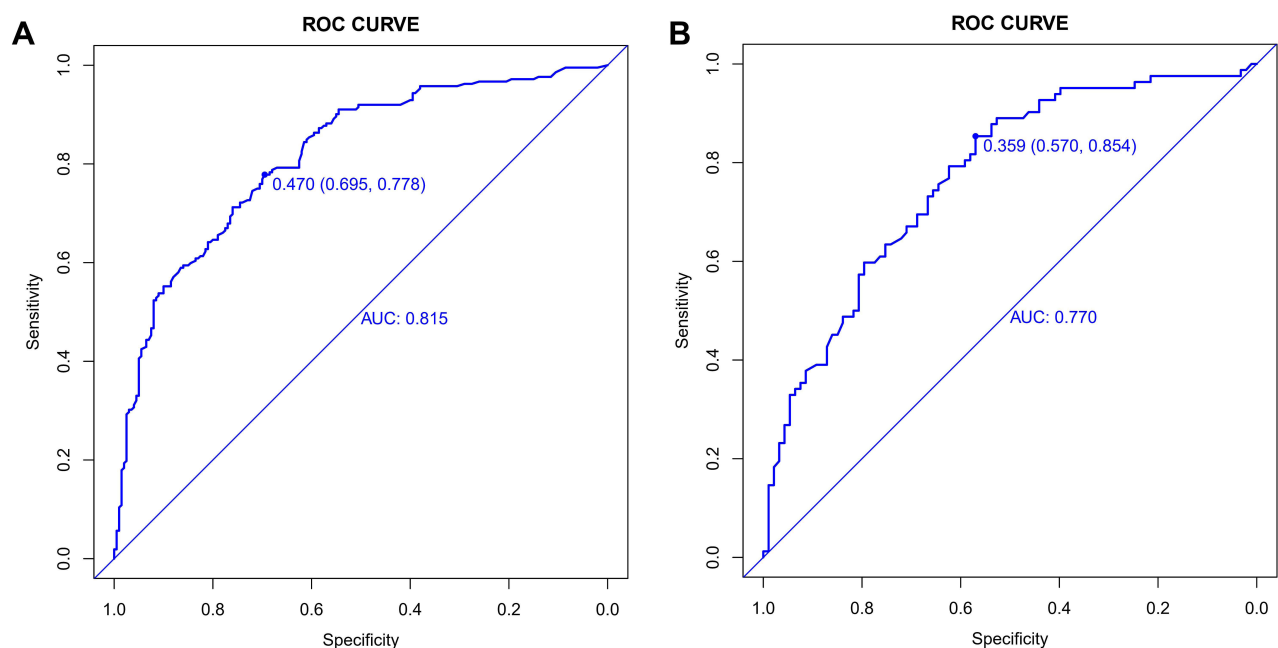 A
ROC CURVE
Sensitivity
1.0
0.8
0.6
0.4
0.2
0.0
0.470 (0.695, 0.778)
AUC: 0.815
1.0 0.8 0.6 0.4 0.2 0.0
Specificity
B
ROC CURVE
Sensitivity
1.0
0.8
0.6
0.4
0.2
0.0
0.359 (0.570, 0.854)
AUC: 0.770
1.0 0.8 0.6 0.4 0.2 0.0
Specificity